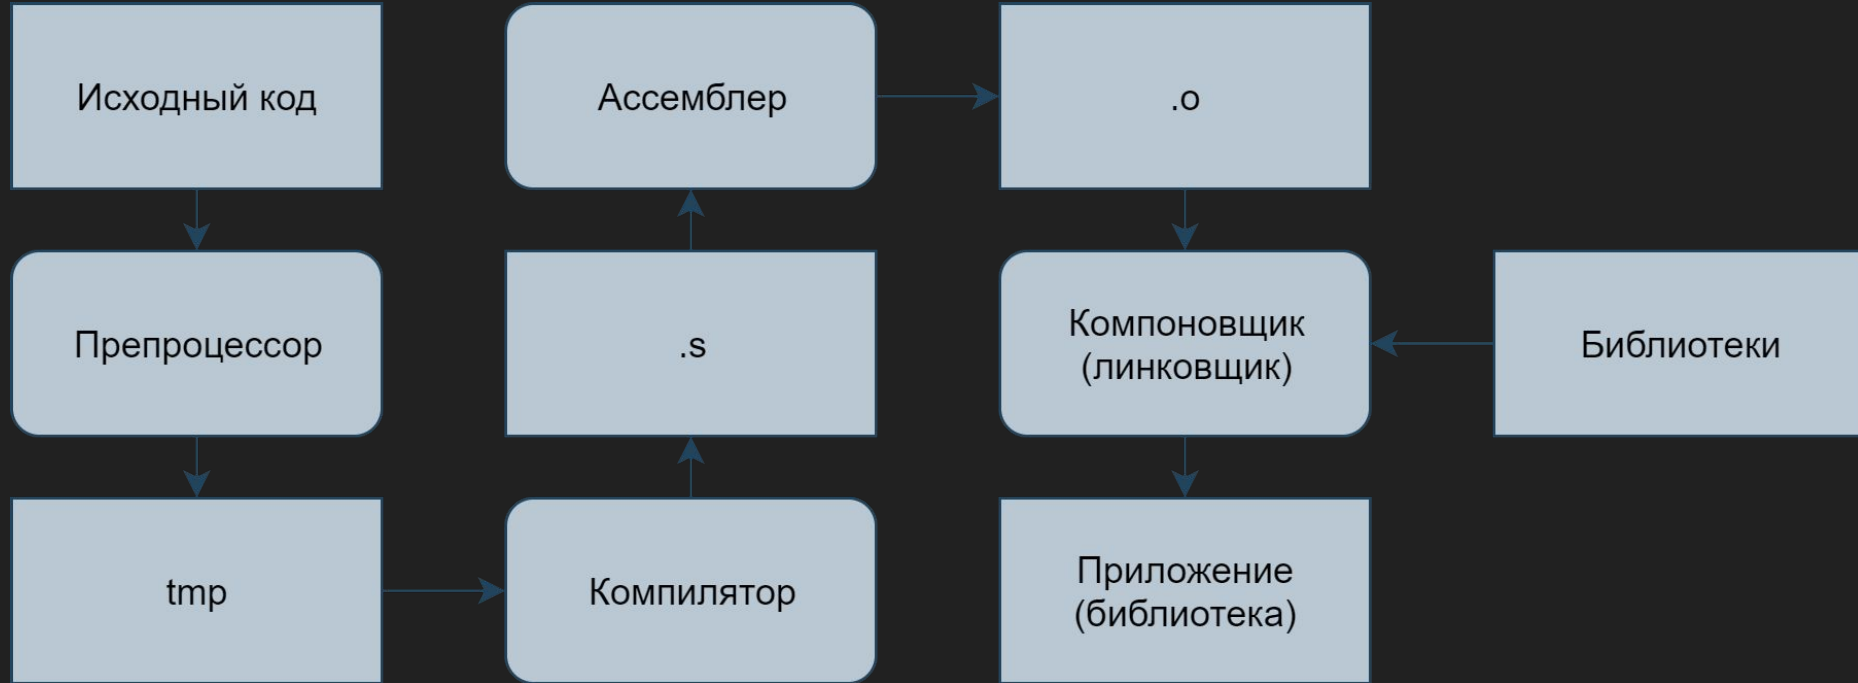 Исходный код
Ассемблер
.o
Препроцессор
.s
Компоновщик
(линковщик)
Библиотеки
tmp
Компилятор
Приложение
(библиотека)